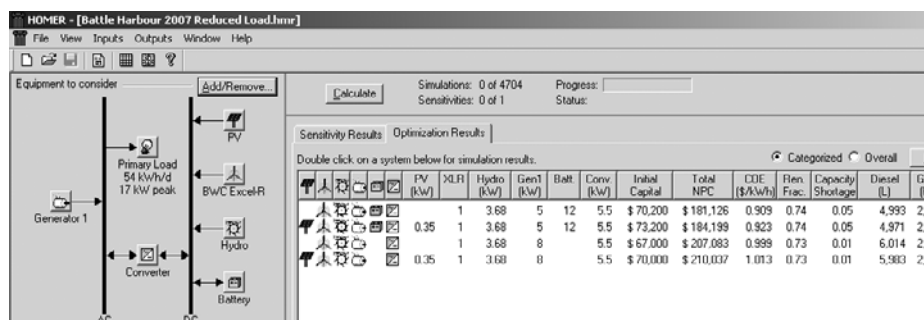 HOMER - [Battle Harbour 2007 Reduced Load.hmr]
File View Inputs Outputs Window Help
Equipment to consider
Add/Remove...
Primary Load
54 kWh/d
17 kW peak
Generator 1
Converter
PV
BWC Excel-R
Hydro
Battery
AC DC
Calculate
Simulations: 0 of 4704 Progress:
Sensitivities: 0 of 1 Status:
Sensitivity Results Optimization Results
Double click on a system below for simulation results.
Categorized Overall
PV (kW) XLR Hydro (kW) Gen1 (kW) Batt. Conv. (kW) Initial Capital Total NPC COE ($/kWh) Ren. Frac. Capacity Shortage Diesel (L)
1 3.68 5 12 5.5 $ 70,200 $ 181,126 0.909 0.74 0.05 4,993
0.35 1 3.68 5 12 5.5 $ 73,200 $ 184,199 0.923 0.74 0.05 4,971
1 3.68 8 5.5 $ 67,000 $ 207,083 0.999 0.73 0.01 6,014
0.35 1 3.68 8 5.5 $ 70,000 $ 210,037 1.013 0.73 0.01 5,983